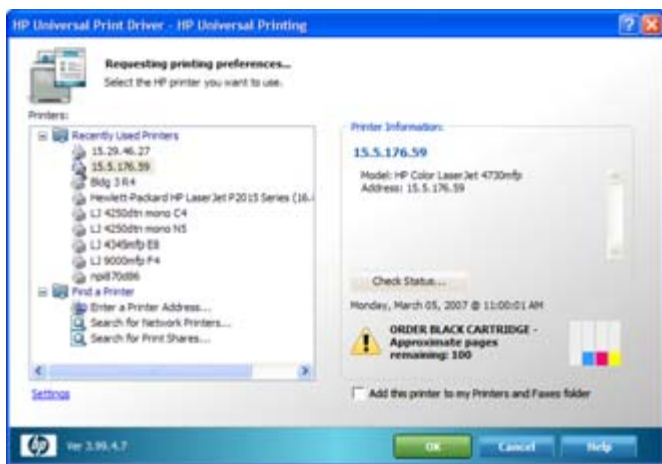 HP Universal Print Driver - HP Universal Printing
Requesting printing preferences...
Select the HP printer you want to use.
Printers:
Recently Used Printers
15.29.46.27
15.5.176.59
Bldg 3 R4
Hewlett-Packard HP LaserJet P2015 Series (16.
LJ 4250dtn mono C4
LJ 4250dtn mono N5
LJ 4345mfp E8
LJ 9000mfp F4
npi870d86
Find a Printer
Enter a Printer Address...
Search for Network Printers...
Search for Print Shares...
Settings
Printer Information:
15.5.176.59
Model: HP Color LaserJet 4730mfp
Address: 15.5.176.59
Check Status...
Monday, March 05, 2007 @ 11:00:01 AM
ORDER BLACK CARTRIDGE -
Approximate pages
remaining: 100
Add this printer to my Printers and Faxes folder
hp
Ver 3.99.4.7
OK
Cancel
Help